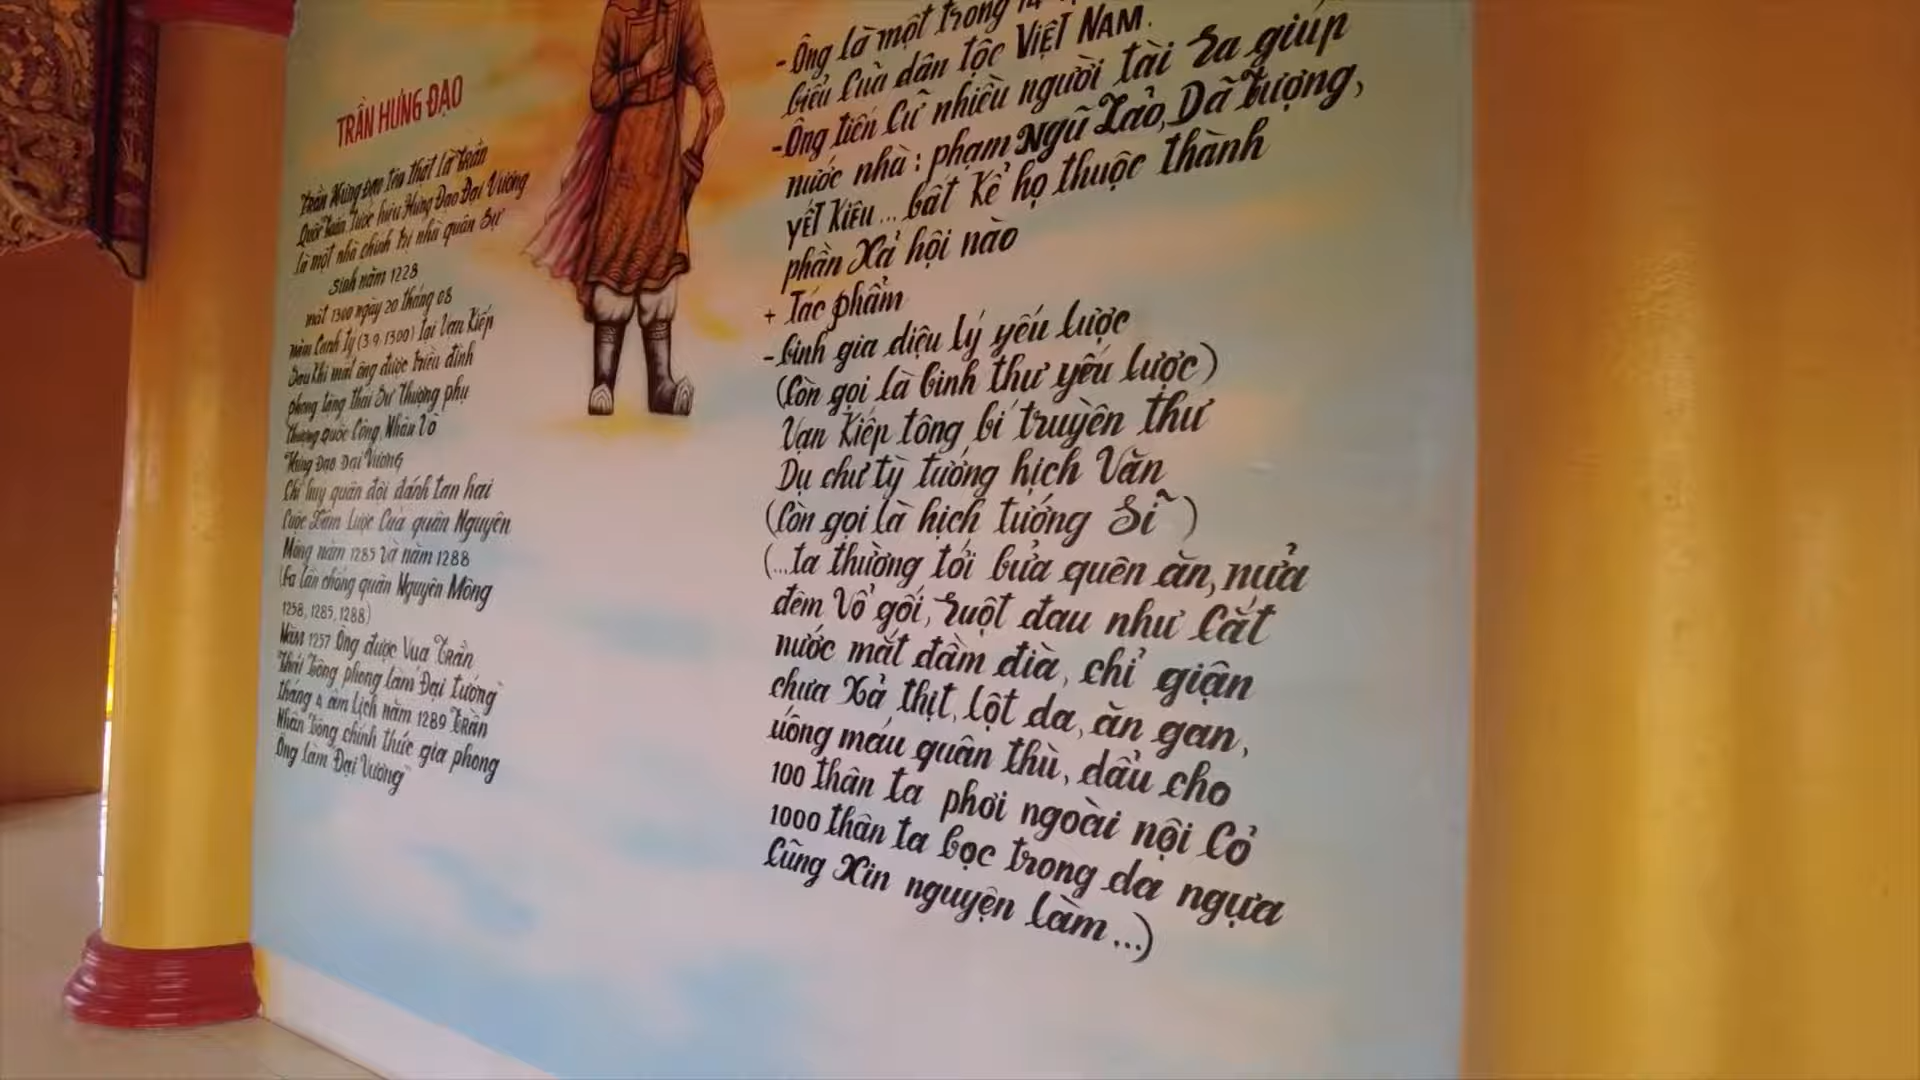 TRẦN HƯNG ĐẠO
Trần Hưng Đạo tên thật là Trần
Quốc Tuấn, Tước hiệu Hưng Đạo Đại Vương
là một nhà chính trị nhà quân sự
Sinh năm 1228
mất 1300 ngày 20 tháng 08
năm Canh Tý (3.9.1300) tại Vạn Kiếp
Sau khi mất ông được triều đình
phong tặng thái Sư Thượng phụ
thượng quốc Công Nhân Võ
Hưng Đạo Đại Vương
Chỉ huy quân đội đánh tan hai
Cuộc Xâm Lược Của quân Nguyên
Mông năm 1285 Và năm 1288
(ba lần chống quân Nguyên Mông
1258, 1285, 1288)
Năm 1257 Ông được Vua Trần
Thái Tông phong làm Đại tướng
tháng 4 âm Lịch năm 1289 Trần
Nhân Tông chính thức gia phong
Ông làm Đại Vương
-Ông là một trong 14
biểu Của dân tộc VIỆT NAM.
-Ông tiến Cử nhiều người tài ra giúp
nước nhà: phạm Ngũ Lão, Dã Tượng,
yết Kiêu... bất Kể họ thuộc thành
phần Xả hội nào
+ Tác phẩm
-binh gia diệu lý yếu lược
(Còn gọi là binh thư yếu lược)
Vạn Kiếp tông bí truyền thư
Dụ chư tỳ tướng hịch Văn
(Còn gọi là hịch tướng Sĩ)
(...ta thường tới bửa quên ăn, nửa
đêm Vổ gối, ruột đau như Cắt
nước mắt đầm đìa, chỉ giận
chưa Xả thịt, lột da, ăn gan,
uống máu quân thù, dẩu cho
100 thân ta phơi ngoài nội Cỏ
1000 thân ta bọc trong da ngựa
Cũng Xin nguyện làm...)